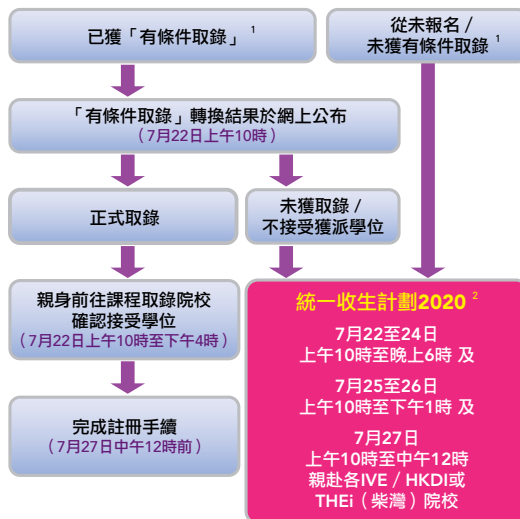 已獲「有條件取錄」 1
從未報名 /
未獲有條件取錄 1
「有條件取錄」轉換結果於網上公布
（7月22日上午10時）
正式取錄
未獲取錄 /
不接受獲派學位
親身前往課程取錄院校
確認接受學位
（7月22日上午10時至下午4時）
完成註冊手續
（7月27日中午12時前）
統一收生計劃2020 2
7月22至24日
上午10時至晚上6時 及
7月25至26日
上午10時至下午1時 及
7月27日
上午10時至中午12時
親赴各IVE / HKDI或
THEi（柴灣）院校